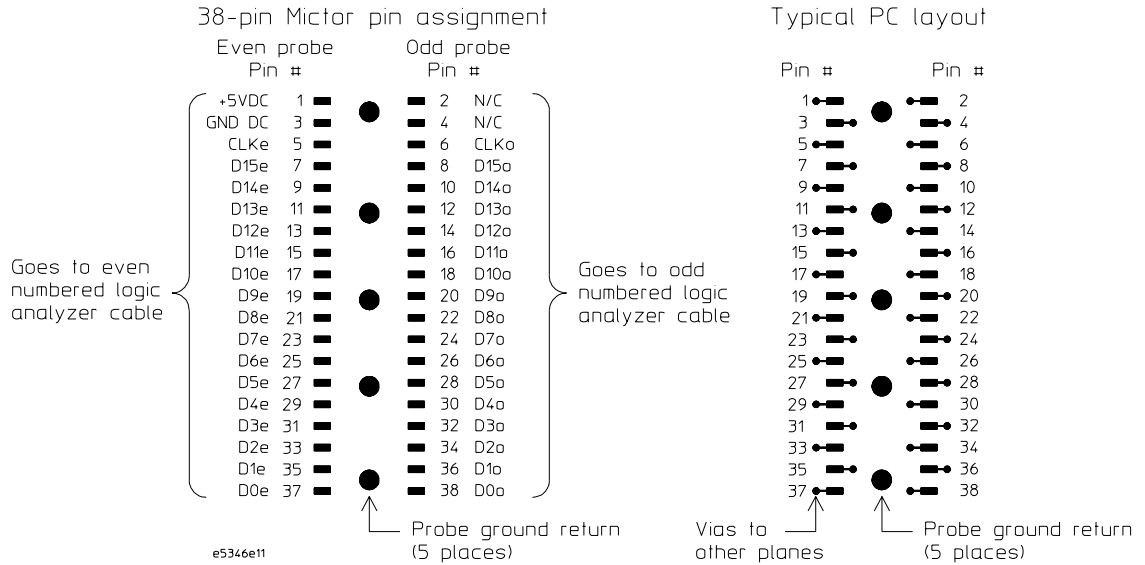 38-pin Mictor pin assignment
Even probe Odd probe
Pin # Pin #
+5VDC 1 2 N/C
GND DC 3 4 N/C
CLKe 5 6 CLKo
D15e 7 8 D15o
D14e 9 10 D14o
D13e 11 12 D13o
D12e 13 14 D12o
D11e 15 16 D11o
D10e 17 18 D10o
D9e 19 20 D9o
D8e 21 22 D8o
D7e 23 24 D7o
D6e 25 26 D6o
D5e 27 28 D5o
D4e 29 30 D4o
D3e 31 32 D3o
D2e 33 34 D2o
D1e 35 36 D1o
D0e 37 38 D0o
Goes to even
numbered logic
analyzer cable
Goes to odd
numbered logic
analyzer cable
Probe ground return
(5 places)
e5346e11
Typical PC layout
Pin # Pin #
1 2
3 4
5 6
7 8
9 10
11 12
13 14
15 16
17 18
19 20
21 22
23 24
25 26
27 28
29 30
31 32
33 34
35 36
37 38
Vias to
other planes
Probe ground return
(5 places)